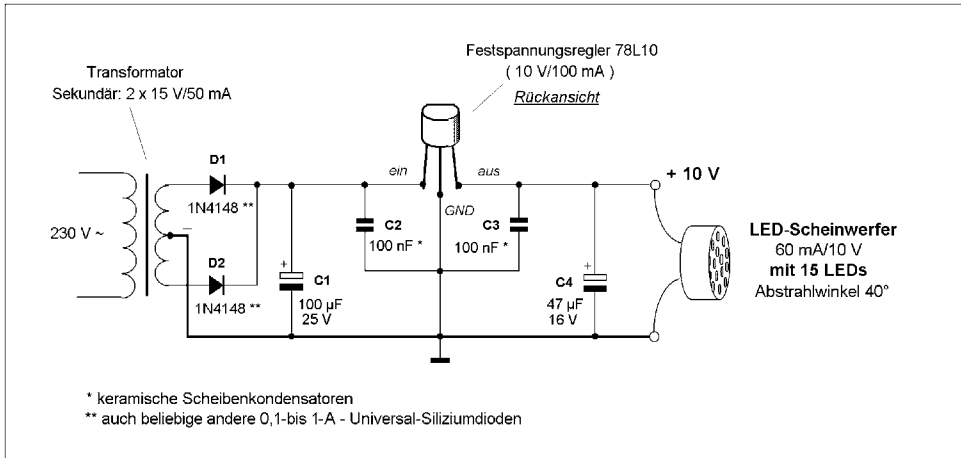 Festspannungsregler 78L10
( 10 V/100 mA )
Rückansicht
Transformator
Sekundär: 2 x 15 V/50 mA
D1
1N4148 **
ein
aus
GND
+ 10 V
C2
100 nF *
C3
100 nF *
230 V ~
–
D2
1N4148 **
+
C1
100 µF
25 V
+
C4
47 µF
16 V
LED-Scheinwerfer
60 mA/10 V
mit 15 LEDs
Abstrahlwinkel 40°
* keramische Scheibenkondensatoren
** auch beliebige andere 0,1-bis 1-A - Universal-Siliziumdioden